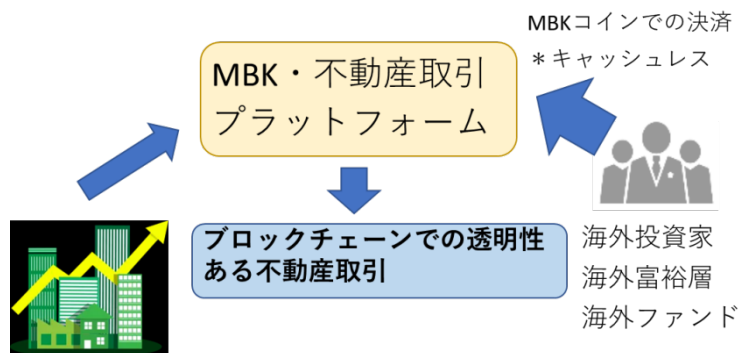 MBKコインでの決済
＊キャッシュレス
MBK・不動産取引
プラットフォーム
ブロックチェーンでの透明性
ある不動産取引
海外投資家
海外富裕層
海外ファンド